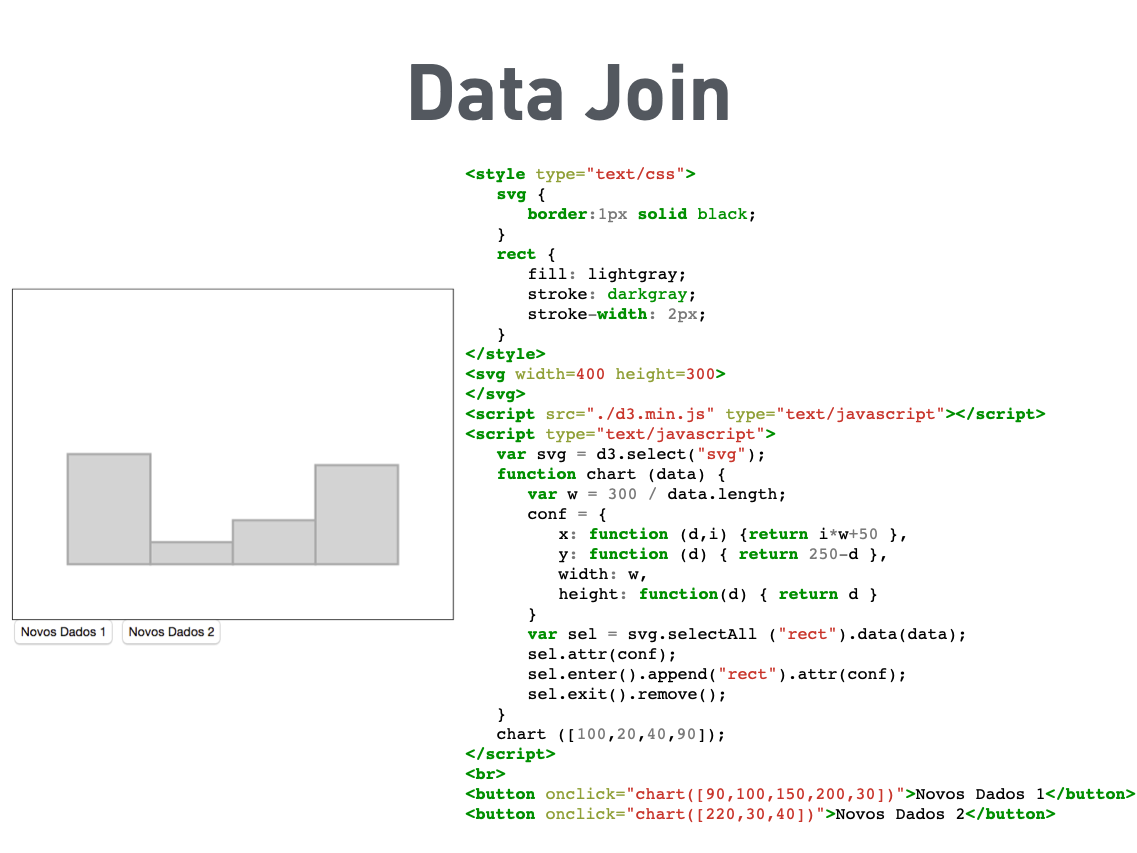 Data Join
<style type="text/css">
svg {
border:1px solid black;
}
rect {
fill: lightgray;
stroke: darkgray;
stroke-width: 2px;
}
</style>
<svg width=400 height=300>
</svg>
<script src="./d3.min.js" type="text/javascript"></script>
<script type="text/javascript">
var svg = d3.select("svg");
function chart (data) {
var w = 300 / data.length;
conf = {
x: function (d,i) {return i*w+50 },
y: function (d) { return 250-d },
width: w,
height: function(d) { return d }
}
var sel = svg.selectAll ("rect").data(data);
sel.attr(conf);
sel.enter().append("rect").attr(conf);
sel.exit().remove();
}
chart ([100,20,40,90]);
</script>
<br>
<button onclick="chart([90,100,150,200,30])">Novos Dados 1</button>
<button onclick="chart([220,30,40])">Novos Dados 2</button>
Novos Dados 1 Novos Dados 2